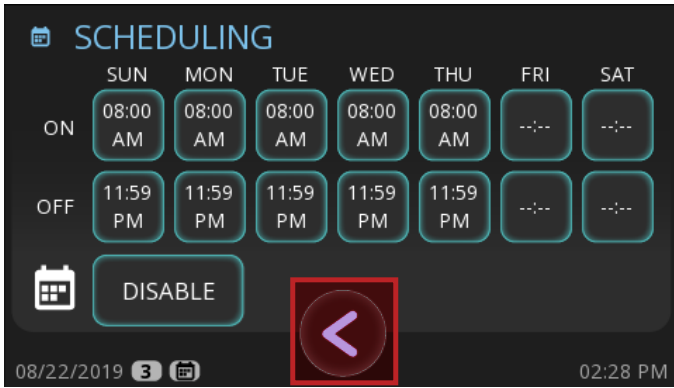 SCHEDULING
SUN MON TUE WED THU FRI SAT
ON 08:00 AM 08:00 AM 08:00 AM 08:00 AM 08:00 AM --:-- --:--
OFF 11:59 PM 11:59 PM 11:59 PM 11:59 PM 11:59 PM --:-- --:--
DISABLE
<
08/22/2019 3 02:28 PM